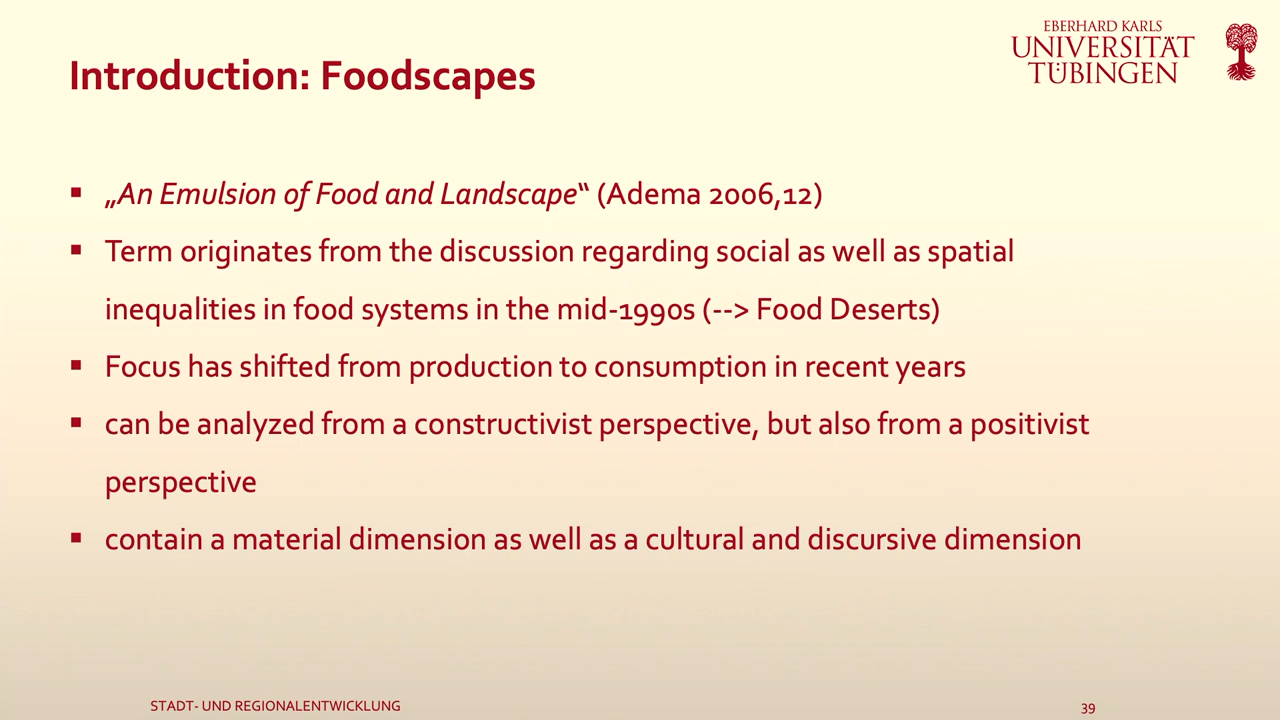 Introduction: Foodscapes
EBERHARD KARLS
UNIVERSITÄT
TÜBINGEN
▪ „An Emulsion of Food and Landscape“ (Adema 2006,12)
▪ Term originates from the discussion regarding social as well as spatial
inequalities in food systems in the mid-1990s (--> Food Deserts)
▪ Focus has shifted from production to consumption in recent years
▪ can be analyzed from a constructivist perspective, but also from a positivist
perspective
▪ contain a material dimension as well as a cultural and discursive dimension
STADT- UND REGIONALENTWICKLUNG
39